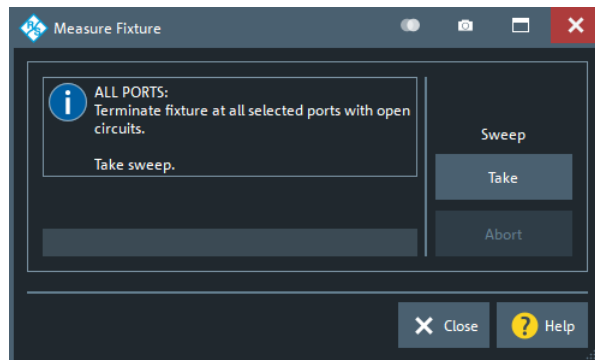 Measure Fixture
ALL PORTS:
Terminate fixture at all selected ports with open
circuits.
Take sweep.
Sweep
Take
Abort
Close
Help